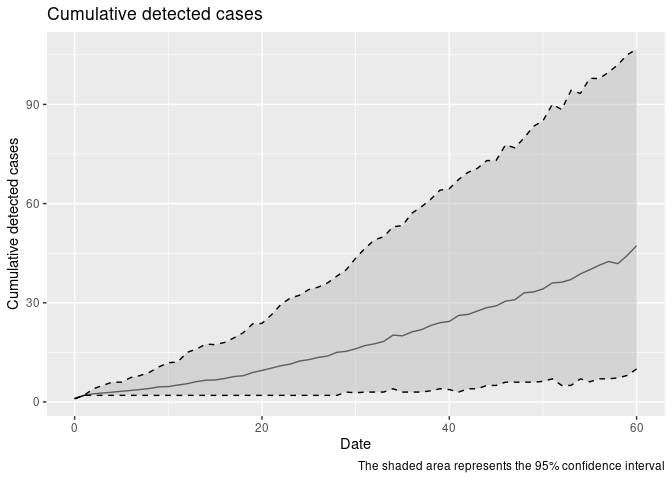 Cumulative detected cases
Cumulative detected cases
90
60
30
0
0 20 40 60
Date
The shaded area represents the 95% confidence interval